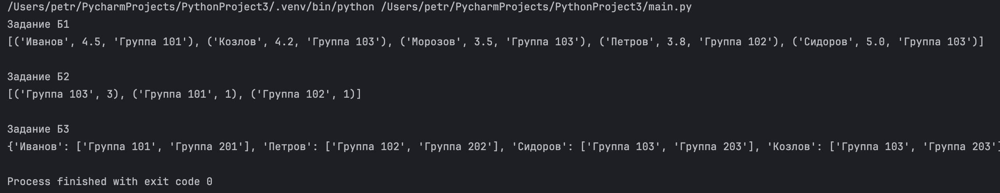 /Users/petr/PycharmProjects/PythonProject3/.venv/bin/python /Users/petr/PycharmProjects/PythonProject3/main.py
Задание Б1
[('Иванов', 4.5, 'Группа 101'), ('Козлов', 4.2, 'Группа 103'), ('Морозов', 3.5, 'Группа 103'), ('Петров', 3.8, 'Группа 102'), ('Сидоров', 5.0, 'Группа 103')]
Задание Б2
[('Группа 103', 3), ('Группа 101', 1), ('Группа 102', 1)]
Задание Б3
{'Иванов': ['Группа 101', 'Группа 201'], 'Петров': ['Группа 102', 'Группа 202'], 'Сидоров': ['Группа 103', 'Группа 203'], 'Козлов': ['Группа 103', 'Группа 203']
Process finished with exit code 0